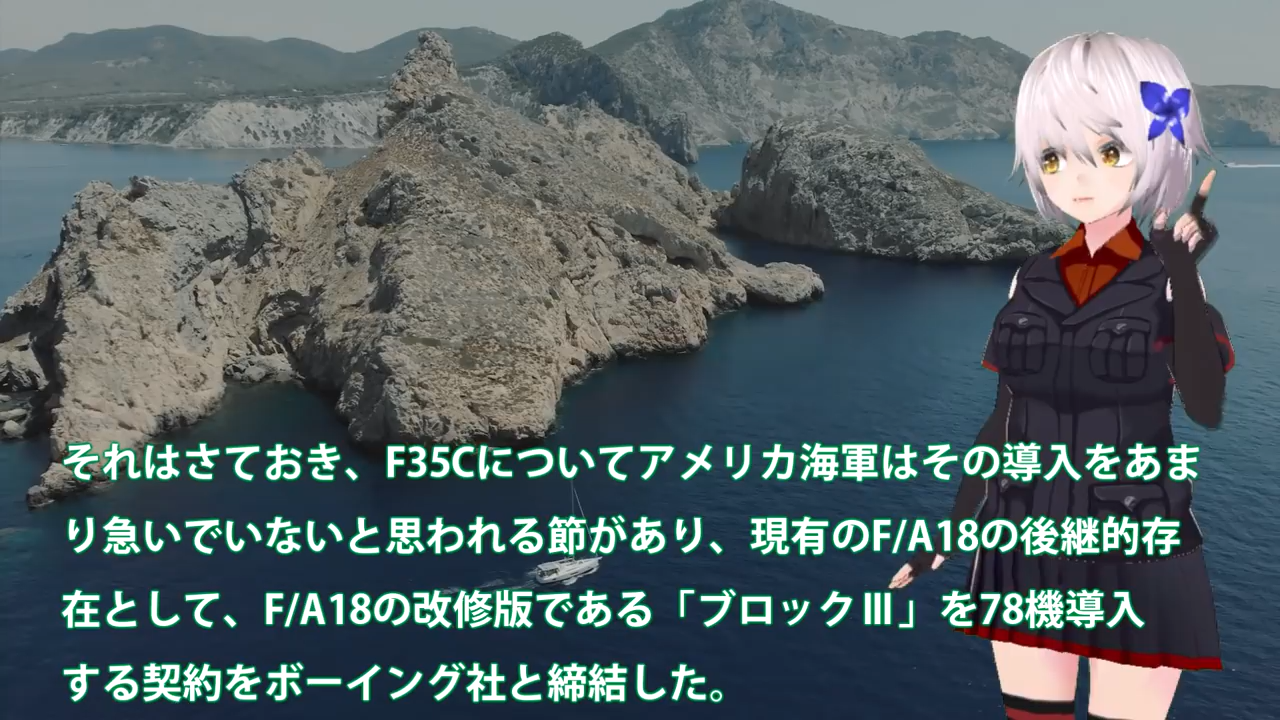 それはさておき、F35Cについてアメリカ海軍はその導入をあま
り急いでいないと思われる節があり、現有のF/A18の後継的存
在として、F/A18の改修版である「ブロックⅢ」を78機導入
する契約をボーイング社と締結した。